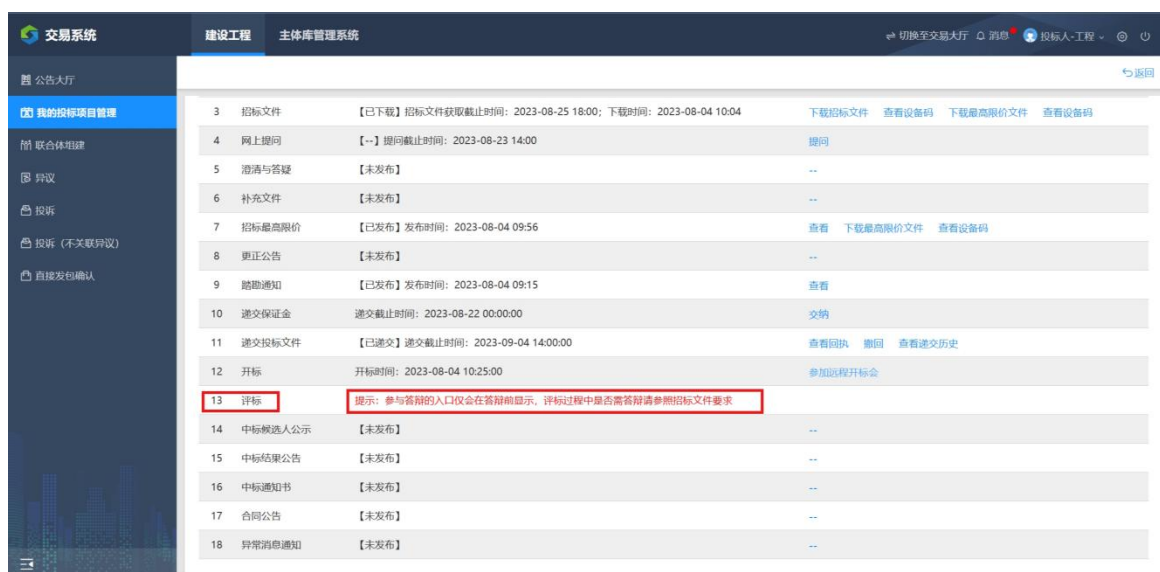 交易系统 建设工程 主体库管理系统 切换至交易大厅 消息 投标人-工程
公告大厅
返回
我的投标项目管理
联合体组建
异议
投诉
投诉（不关联异议）
直接发包确认
3 招标文件 【已下载】招标文件获取截止时间：2023-08-25 18:00；下载时间：2023-08-04 10:04 下载招标文件 查看设备码 下载最高限价文件 查看设备码
4 网上提问 【--】提问截止时间：2023-08-23 14:00 提问
5 澄清与答疑 【未发布】 --
6 补充文件 【未发布】 --
7 招标最高限价 【已发布】发布时间：2023-08-04 09:56 查看 下载最高限价文件 查看设备码
8 更正公告 【未发布】 --
9 踏勘通知 【已发布】发布时间：2023-08-04 09:15 查看
10 递交保证金 递交截止时间：2023-08-22 00:00:00 交纳
11 递交投标文件 【已递交】递交截止时间：2023-09-04 14:00:00 查看回执 撤回 查看递交历史
12 开标 开标时间：2023-08-04 10:25:00 参加远程开标会
13 评标 提示：参与答辩的入口仅会在答辩前显示，评标过程中是否需答辩请参照招标文件要求
14 中标候选人公示 【未发布】 --
15 中标结果公告 【未发布】 --
16 中标通知书 【未发布】 --
17 合同公告 【未发布】 --
18 异常消息通知 【未发布】 --